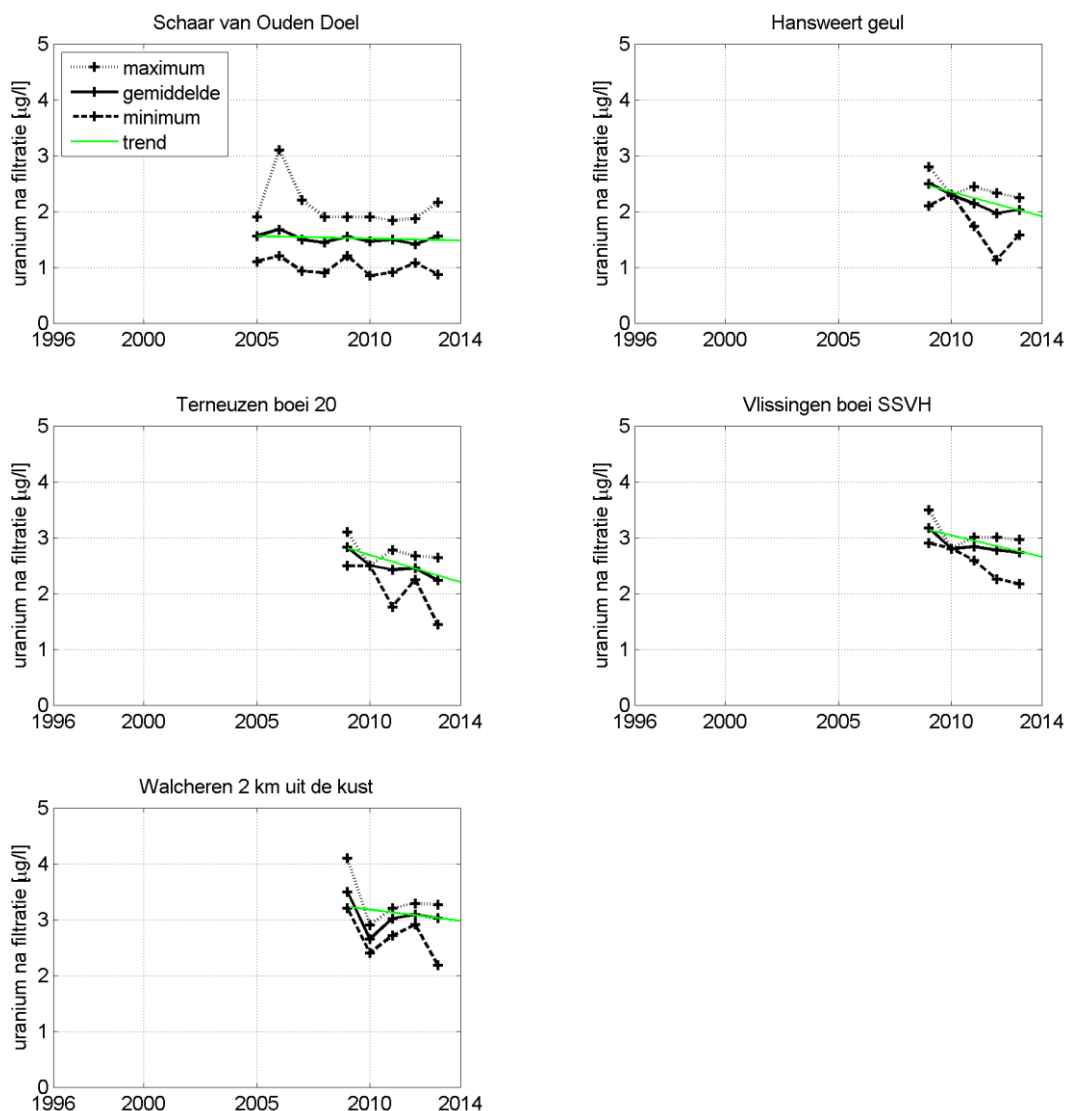 Schaar van Ouden Doel
uranium na filtratie [µg/l]
5
4
3
2
1
0
maximum
gemiddelde
minimum
trend
1996 2000 2005 2010 2014
Hansweert geul
uranium na filtratie [µg/l]
5
4
3
2
1
0
1996 2000 2005 2010 2014
Terneuzen boei 20
uranium na filtratie [µg/l]
5
4
3
2
1
0
1996 2000 2005 2010 2014
Vlissingen boei SSVH
uranium na filtratie [µg/l]
5
4
3
2
1
0
1996 2000 2005 2010 2014
Walcheren 2 km uit de kust
uranium na filtratie [µg/l]
5
4
3
2
1
0
1996 2000 2005 2010 2014